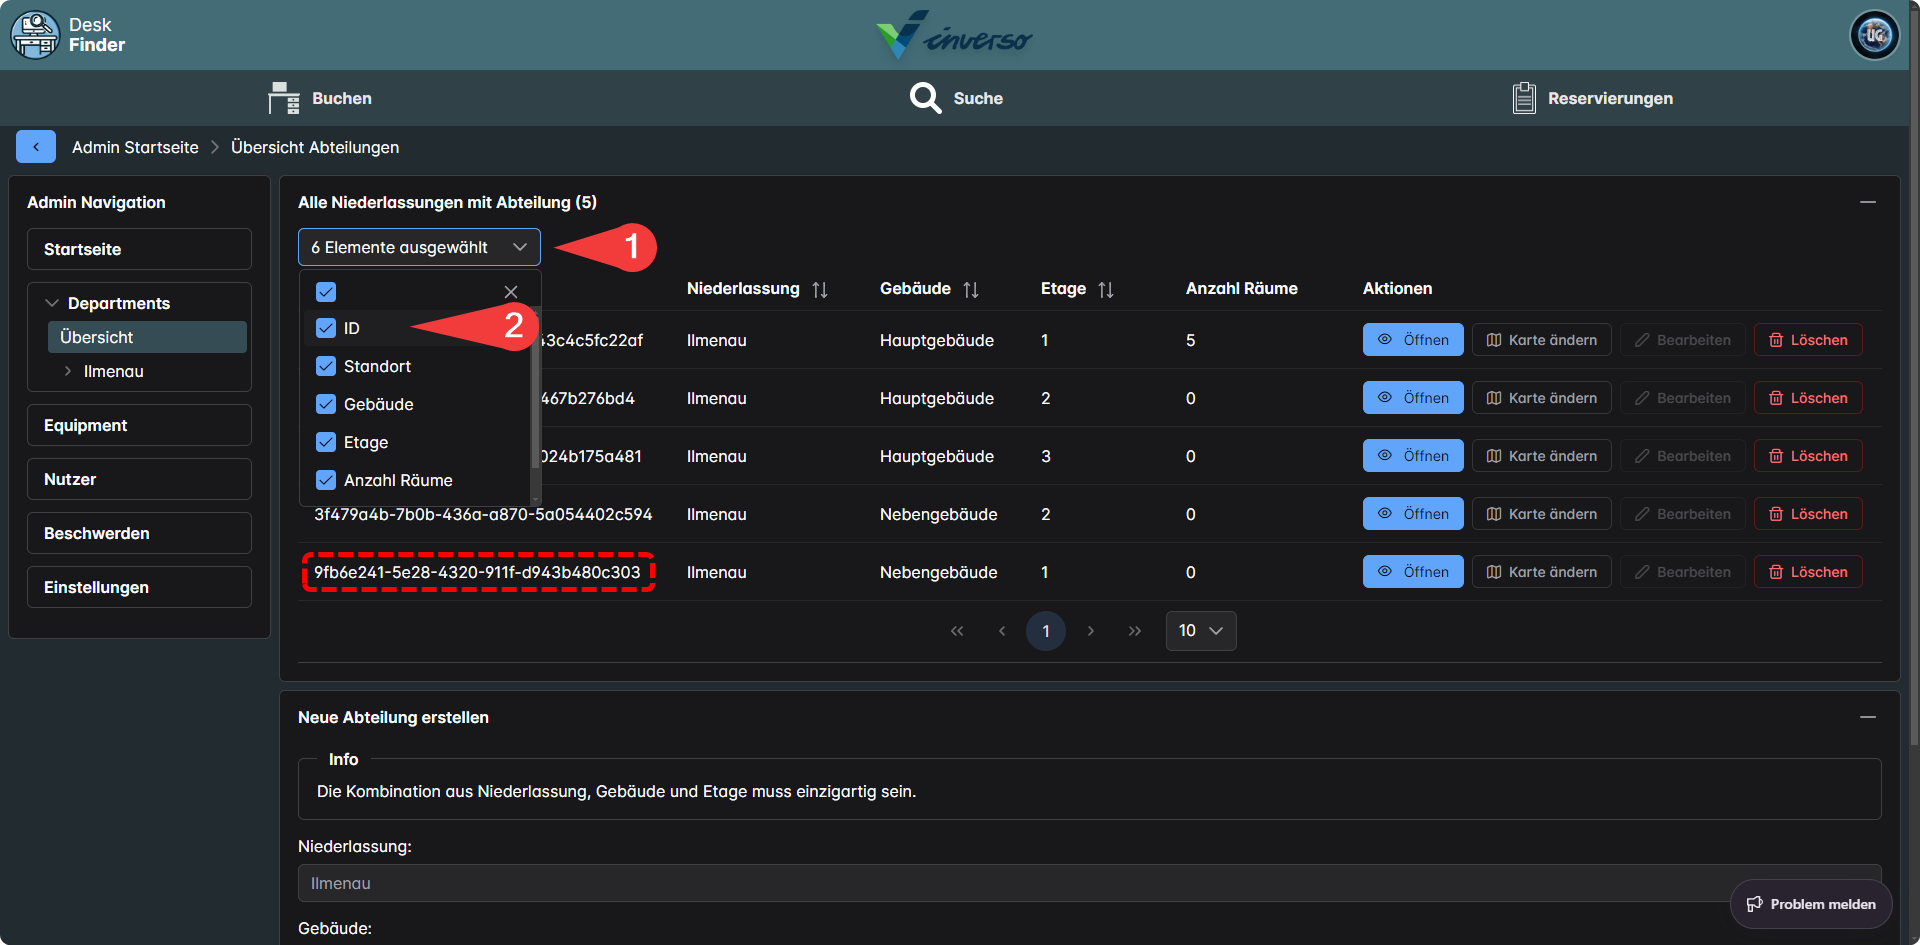 Desk
Finder
inverso
UG
Buchen
Suche
Reservierungen
Admin Startseite > Übersicht Abteilungen
Admin Navigation
Startseite
Departments
Übersicht
Ilmenau
Equipment
Nutzer
Beschwerden
Einstellungen
Alle Niederlassungen mit Abteilung (5)
6 Elemente ausgewählt
1
ID
2
Standort
Gebäude
Etage
Anzahl Räume
Niederlassung Gebäude Etage Anzahl Räume Aktionen
43c4c5fc22af Ilmenau Hauptgebäude 1 5 Öffnen Karte ändern Bearbeiten Löschen
467b276bd4 Ilmenau Hauptgebäude 2 0 Öffnen Karte ändern Bearbeiten Löschen
024b175a481 Ilmenau Hauptgebäude 3 0 Öffnen Karte ändern Bearbeiten Löschen
3f479a4b-7b0b-436a-a870-5a054402c594 Ilmenau Nebengebäude 2 0 Öffnen Karte ändern Bearbeiten Löschen
9fb6e241-5e28-4320-911f-d943b480c303 Ilmenau Nebengebäude 1 0 Öffnen Karte ändern Bearbeiten Löschen
« ‹ 1 › » 10
Neue Abteilung erstellen
Info
Die Kombination aus Niederlassung, Gebäude und Etage muss einzigartig sein.
Niederlassung:
Ilmenau
Problem melden
Gebäude: